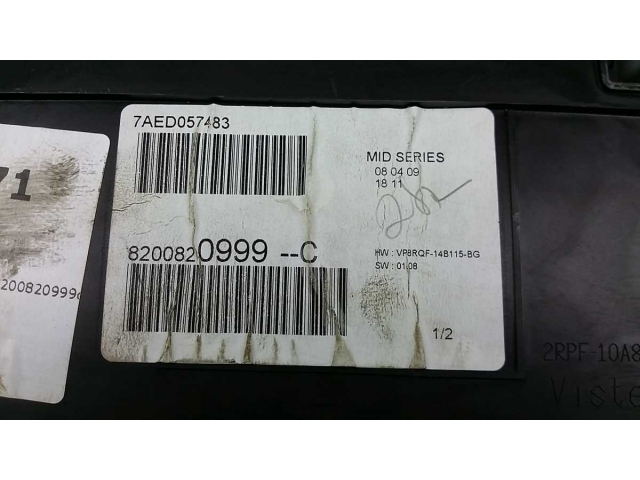 71
200820999
7AED057483
8200820999 --C
MID SERIES
08 04 09
18 11
HW : VP8RQF-14B115-BG
SW : 01.08
1/2
2RPF-10A8
Viste